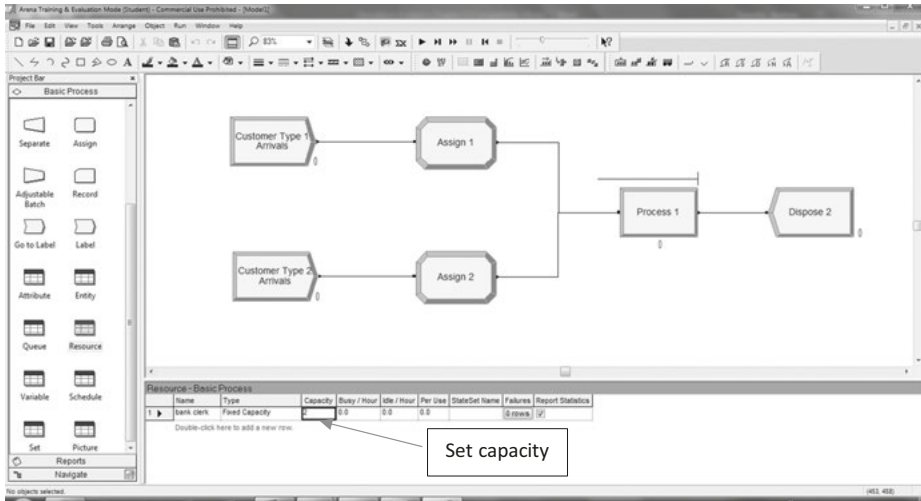 Arena Training & Evaluation Mode (Student) - Commercial Use Prohibited - [Model1]
File Edit View Tools Arrange Object Run Window Help
83%
0
Project Bar
Basic Process
Separate Assign
Adjustable Batch Record
Go to Label Label
Attribute Entity
Queue Resource
Variable Schedule
Set Picture
Reports
Navigate
Customer Type 1 Arrivals
0
Assign 1
Process 1
0
Dispose 2
0
Customer Type 2 Arrivals
0
Assign 2
Resource - Basic Process
Name Type Capacity Busy / Hour Idle / Hour Per Use StateSet Name Failures Report Statistics
1 bank clerk Fixed Capacity 0.0 0.0 0.0 0 rows
Double-click here to add a new row.
Set capacity
No objects selected.
(453, 458)